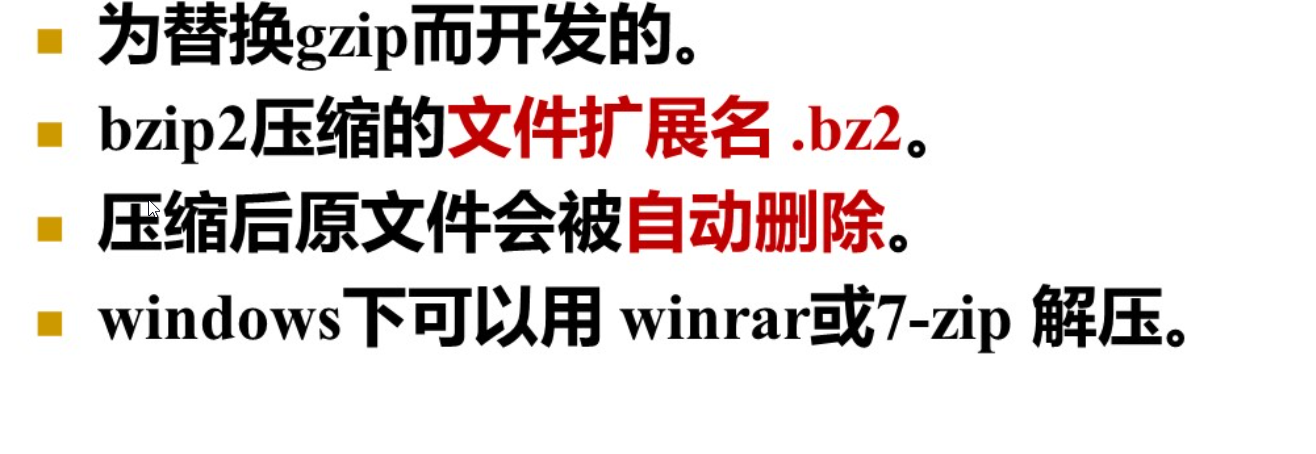 为替换gzip而开发的。
bzip2压缩的文件扩展名 .bz2。
压缩后原文件会被自动删除。
windows下可以用 winrar或7-zip 解压。